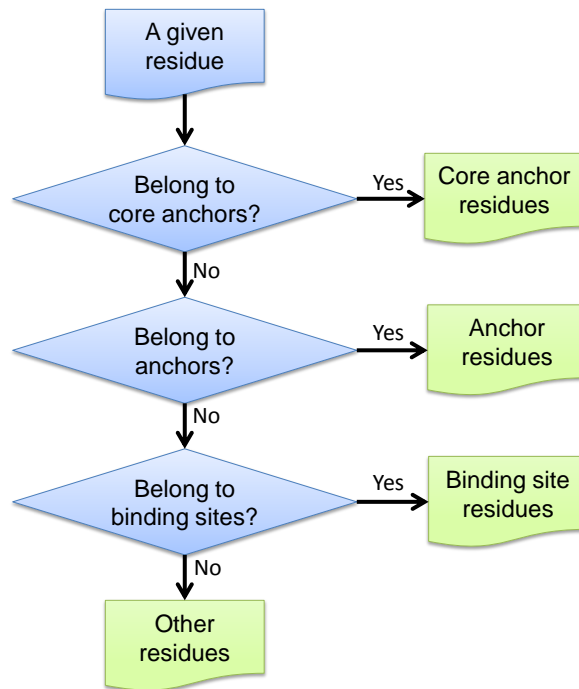 A given
residue
Belong to
core anchors?
Yes
Core anchor
residues
No
Belong to
anchors?
Yes
Anchor
residues
No
Belong to
binding sites?
Yes
Binding site
residues
No
Other
residues